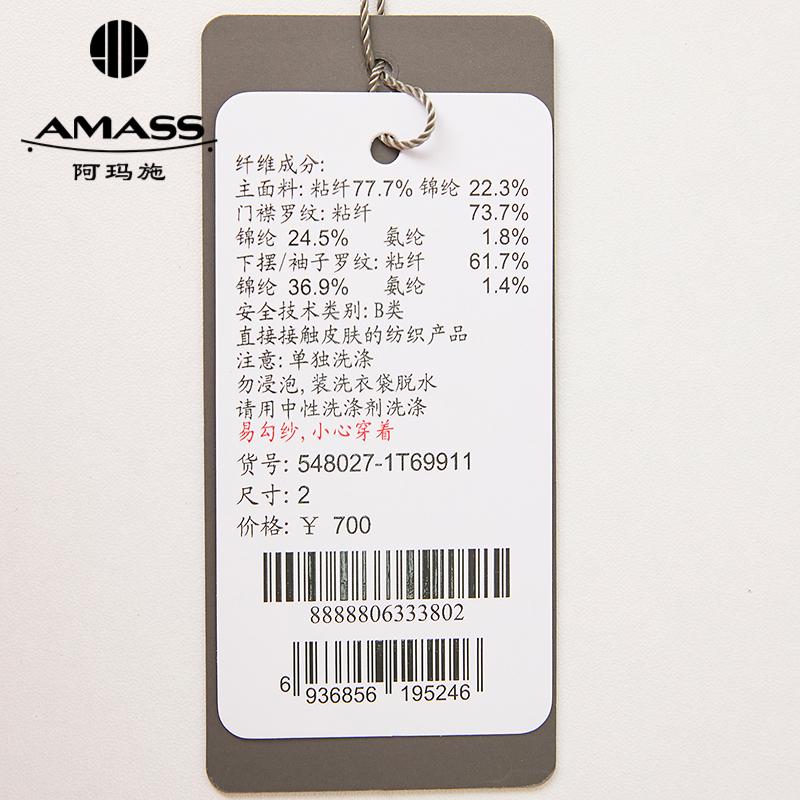 AMASS
阿玛施
纤维成分:
主面料: 粘纤77.7% 锦纶 22.3%
门襟罗纹: 粘纤 73.7%
锦纶 24.5% 氨纶 1.8%
下摆/袖子罗纹: 粘纤 61.7%
锦纶 36.9% 氨纶 1.4%
安全技术类别: B类
直接接触皮肤的纺织产品
注意: 单独洗涤
勿浸泡, 装洗衣袋脱水
请用中性洗涤剂洗涤
易勾纱, 小心穿着
货号: 548027-1T69911
尺寸: 2
价格: ¥ 700
8888806333802
6 936856 195246